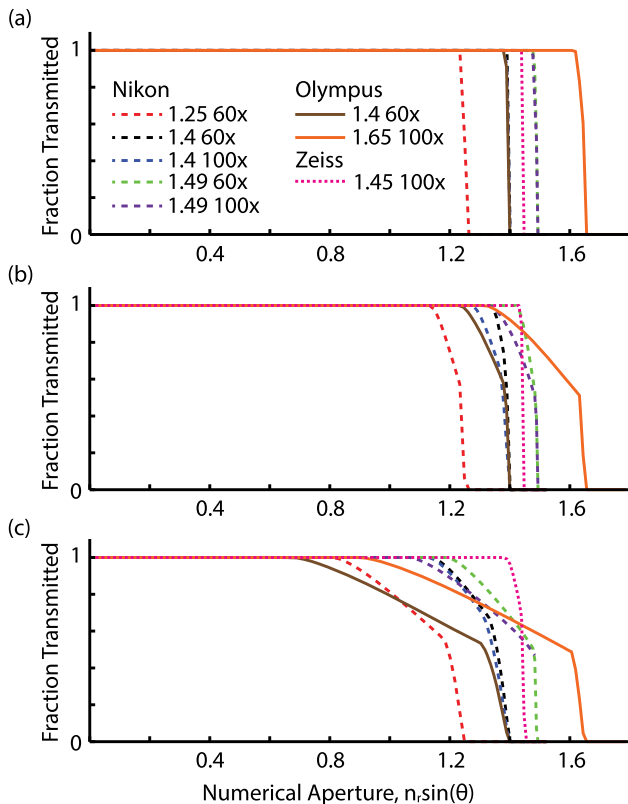 (a)
Fraction Transmitted
1
0
Nikon
1.25 60x
1.4 60x
1.4 100x
1.49 60x
1.49 100x
Olympus
1.4 60x
1.65 100x
Zeiss
1.45 100x
0.4 0.8 1.2 1.6
(b)
Fraction Transmitted
1
0
0.4 0.8 1.2 1.6
(c)
Fraction Transmitted
1
0
0.4 0.8 1.2 1.6
Numerical Aperture, nᵣsin(θ)